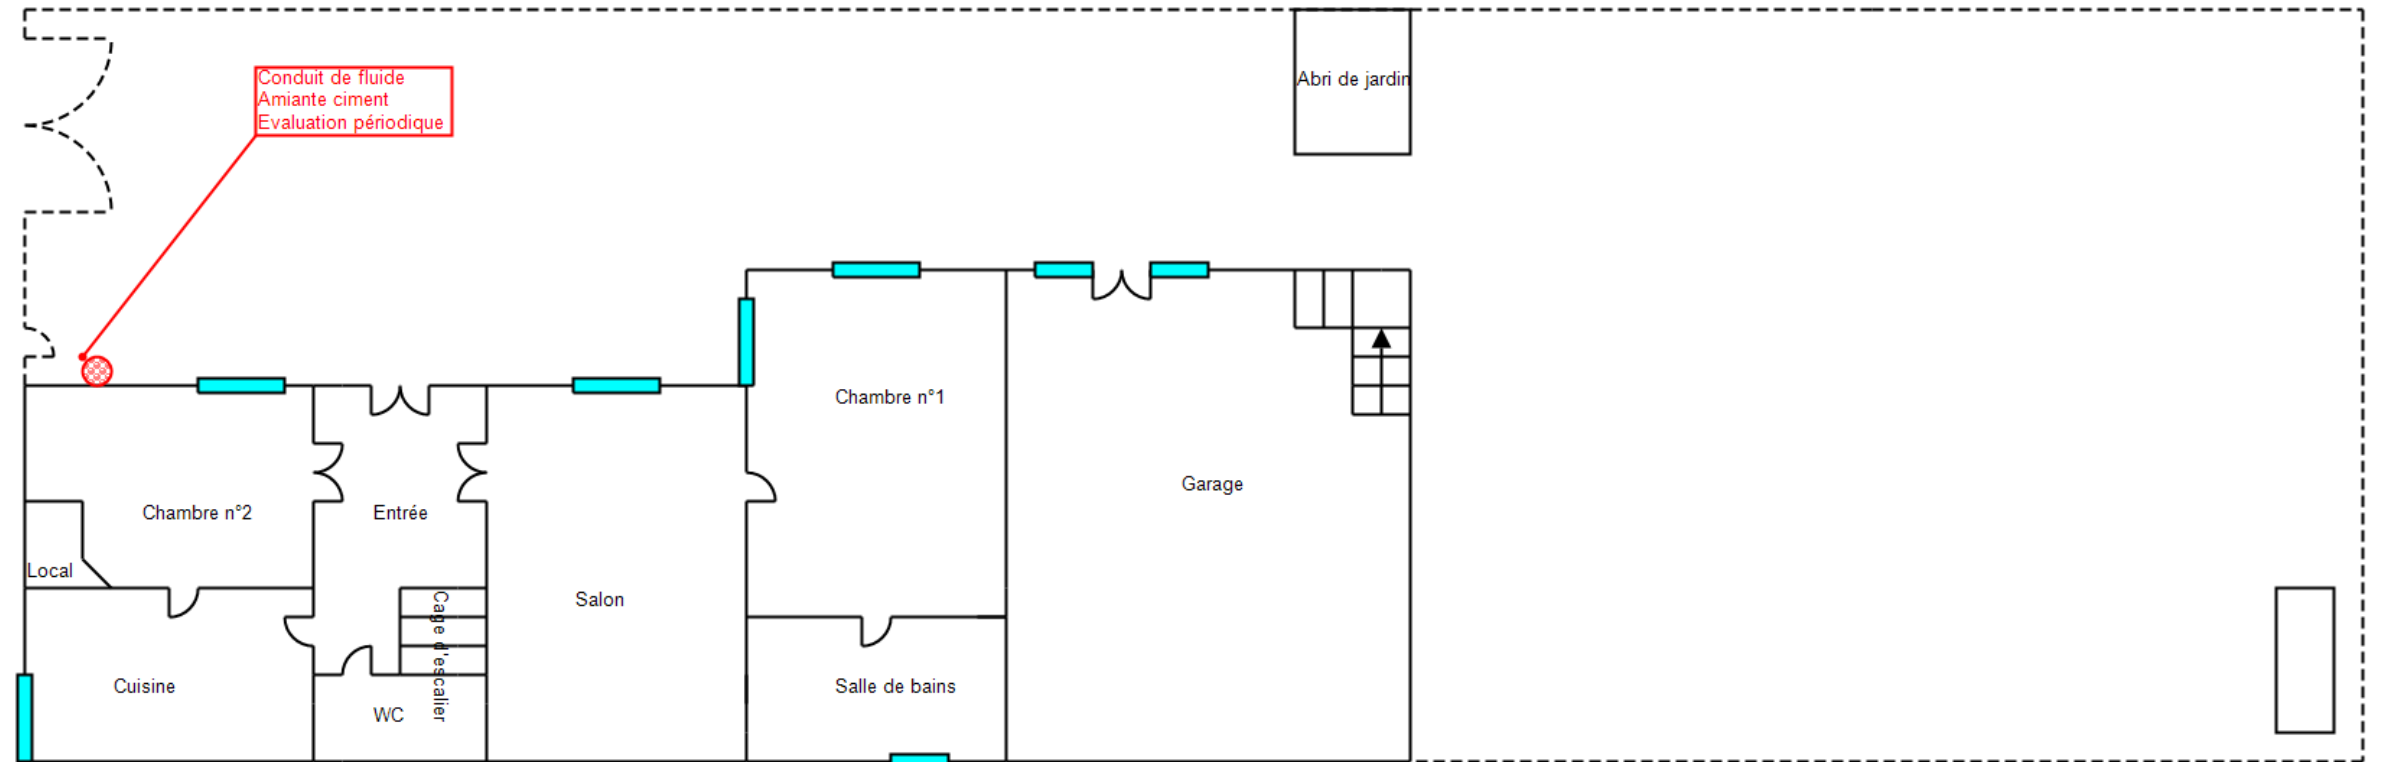 Conduit de fluide
Amiante ciment
Evaluation périodique
Abri de jardin
Chambre n°1
Garage
Chambre n°2
Entrée
Local
Salon
Cage d'escalier
Cuisine
Salle de bains
WC